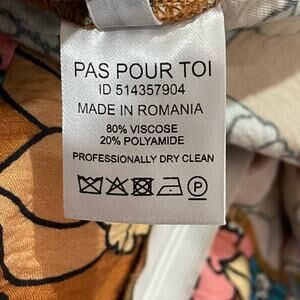 PAS POUR TOI
ID 514357904
MADE IN ROMANIA
80% VISCOSE
20% POLYAMIDE
PROFESSIONALLY DRY CLEAN
P